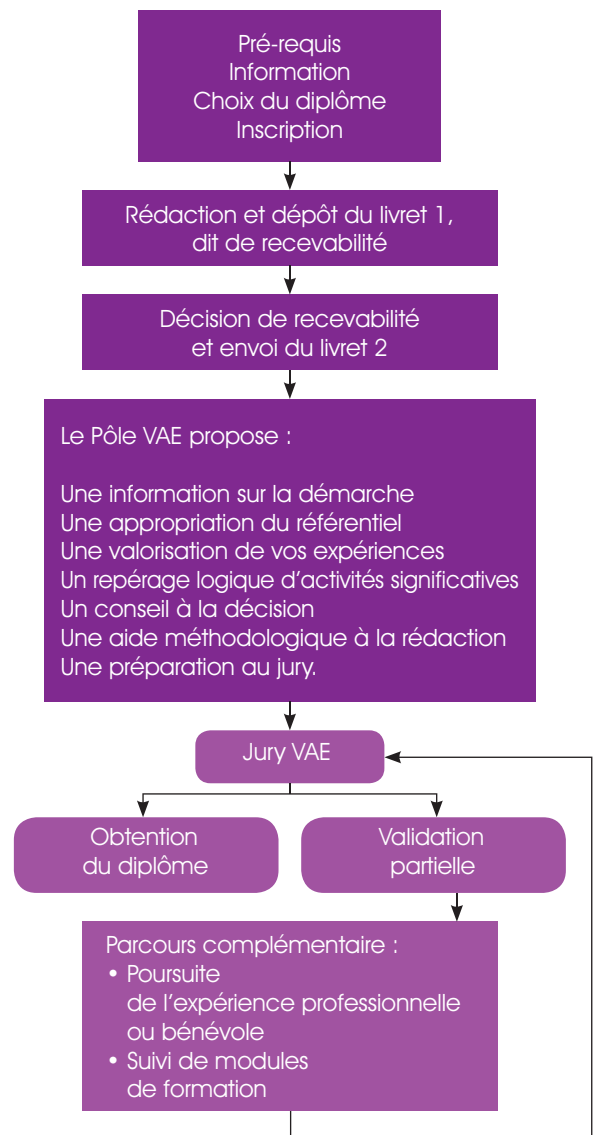 Pré-requis
Information
Choix du diplôme
Inscription
Rédaction et dépôt du livret 1,
dit de recevabilité
Décision de recevabilité
et envoi du livret 2
Le Pôle VAE propose :
Une information sur la démarche
Une appropriation du référentiel
Une valorisation de vos expériences
Un repérage logique d'activités significatives
Un conseil à la décision
Une aide méthodologique à la rédaction
Une préparation au jury.
Jury VAE
Obtention
du diplôme
Validation
partielle
Parcours complémentaire :
• Poursuite
de l'expérience professionnelle
ou bénévole
• Suivi de modules
de formation